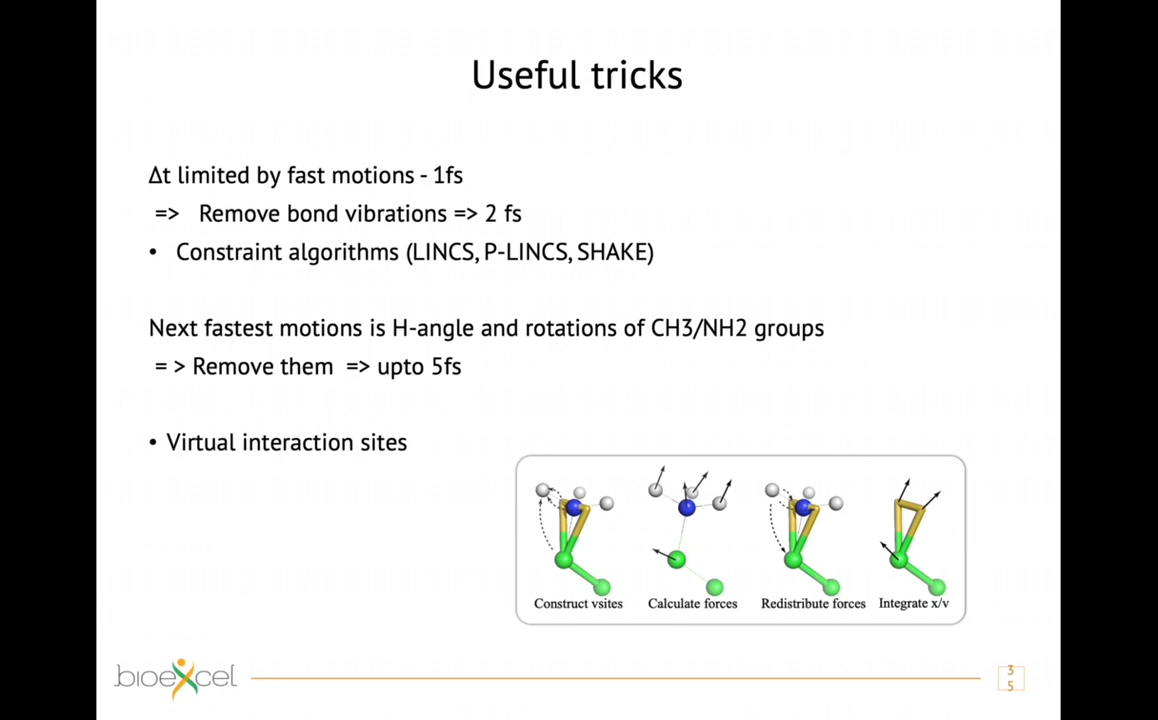 Useful tricks
Δt limited by fast motions - 1fs
=> Remove bond vibrations => 2 fs
• Constraint algorithms (LINCS, P-LINCS, SHAKE)
Next fastest motions is H-angle and rotations of CH3/NH2 groups
= > Remove them => upto 5fs
• Virtual interaction sites
Construct vsites
Calculate forces
Redistribute forces
Integrate x/v
bioexcel
3
5